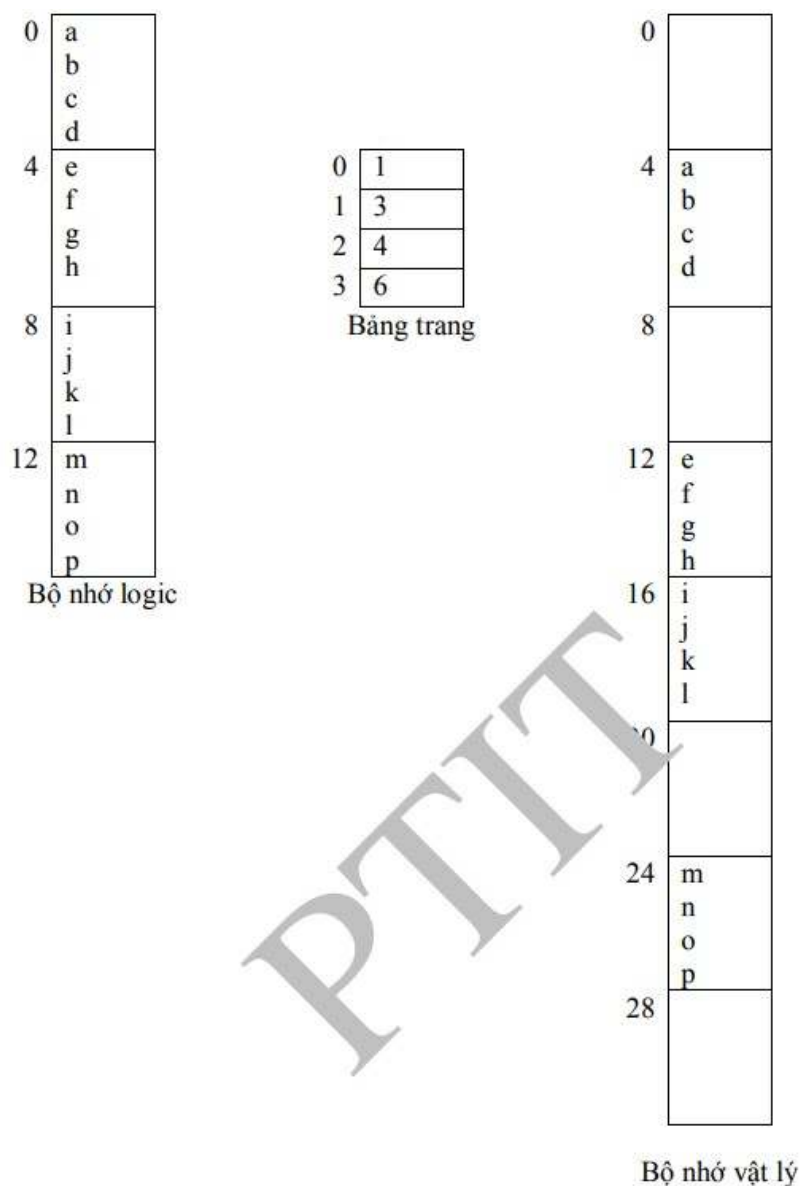 0 a
b
c
d
4 e
f
g
h
8 i
j
k
l
12 m
n
o
p
Bộ nhớ logic
0 1
1 3
2 4
3 6
Bảng trang
0
4 a
b
c
d
8
12 e
f
g
h
16 i
j
k
l
24 m
n
o
p
28
Bộ nhớ vật lý
PTIT